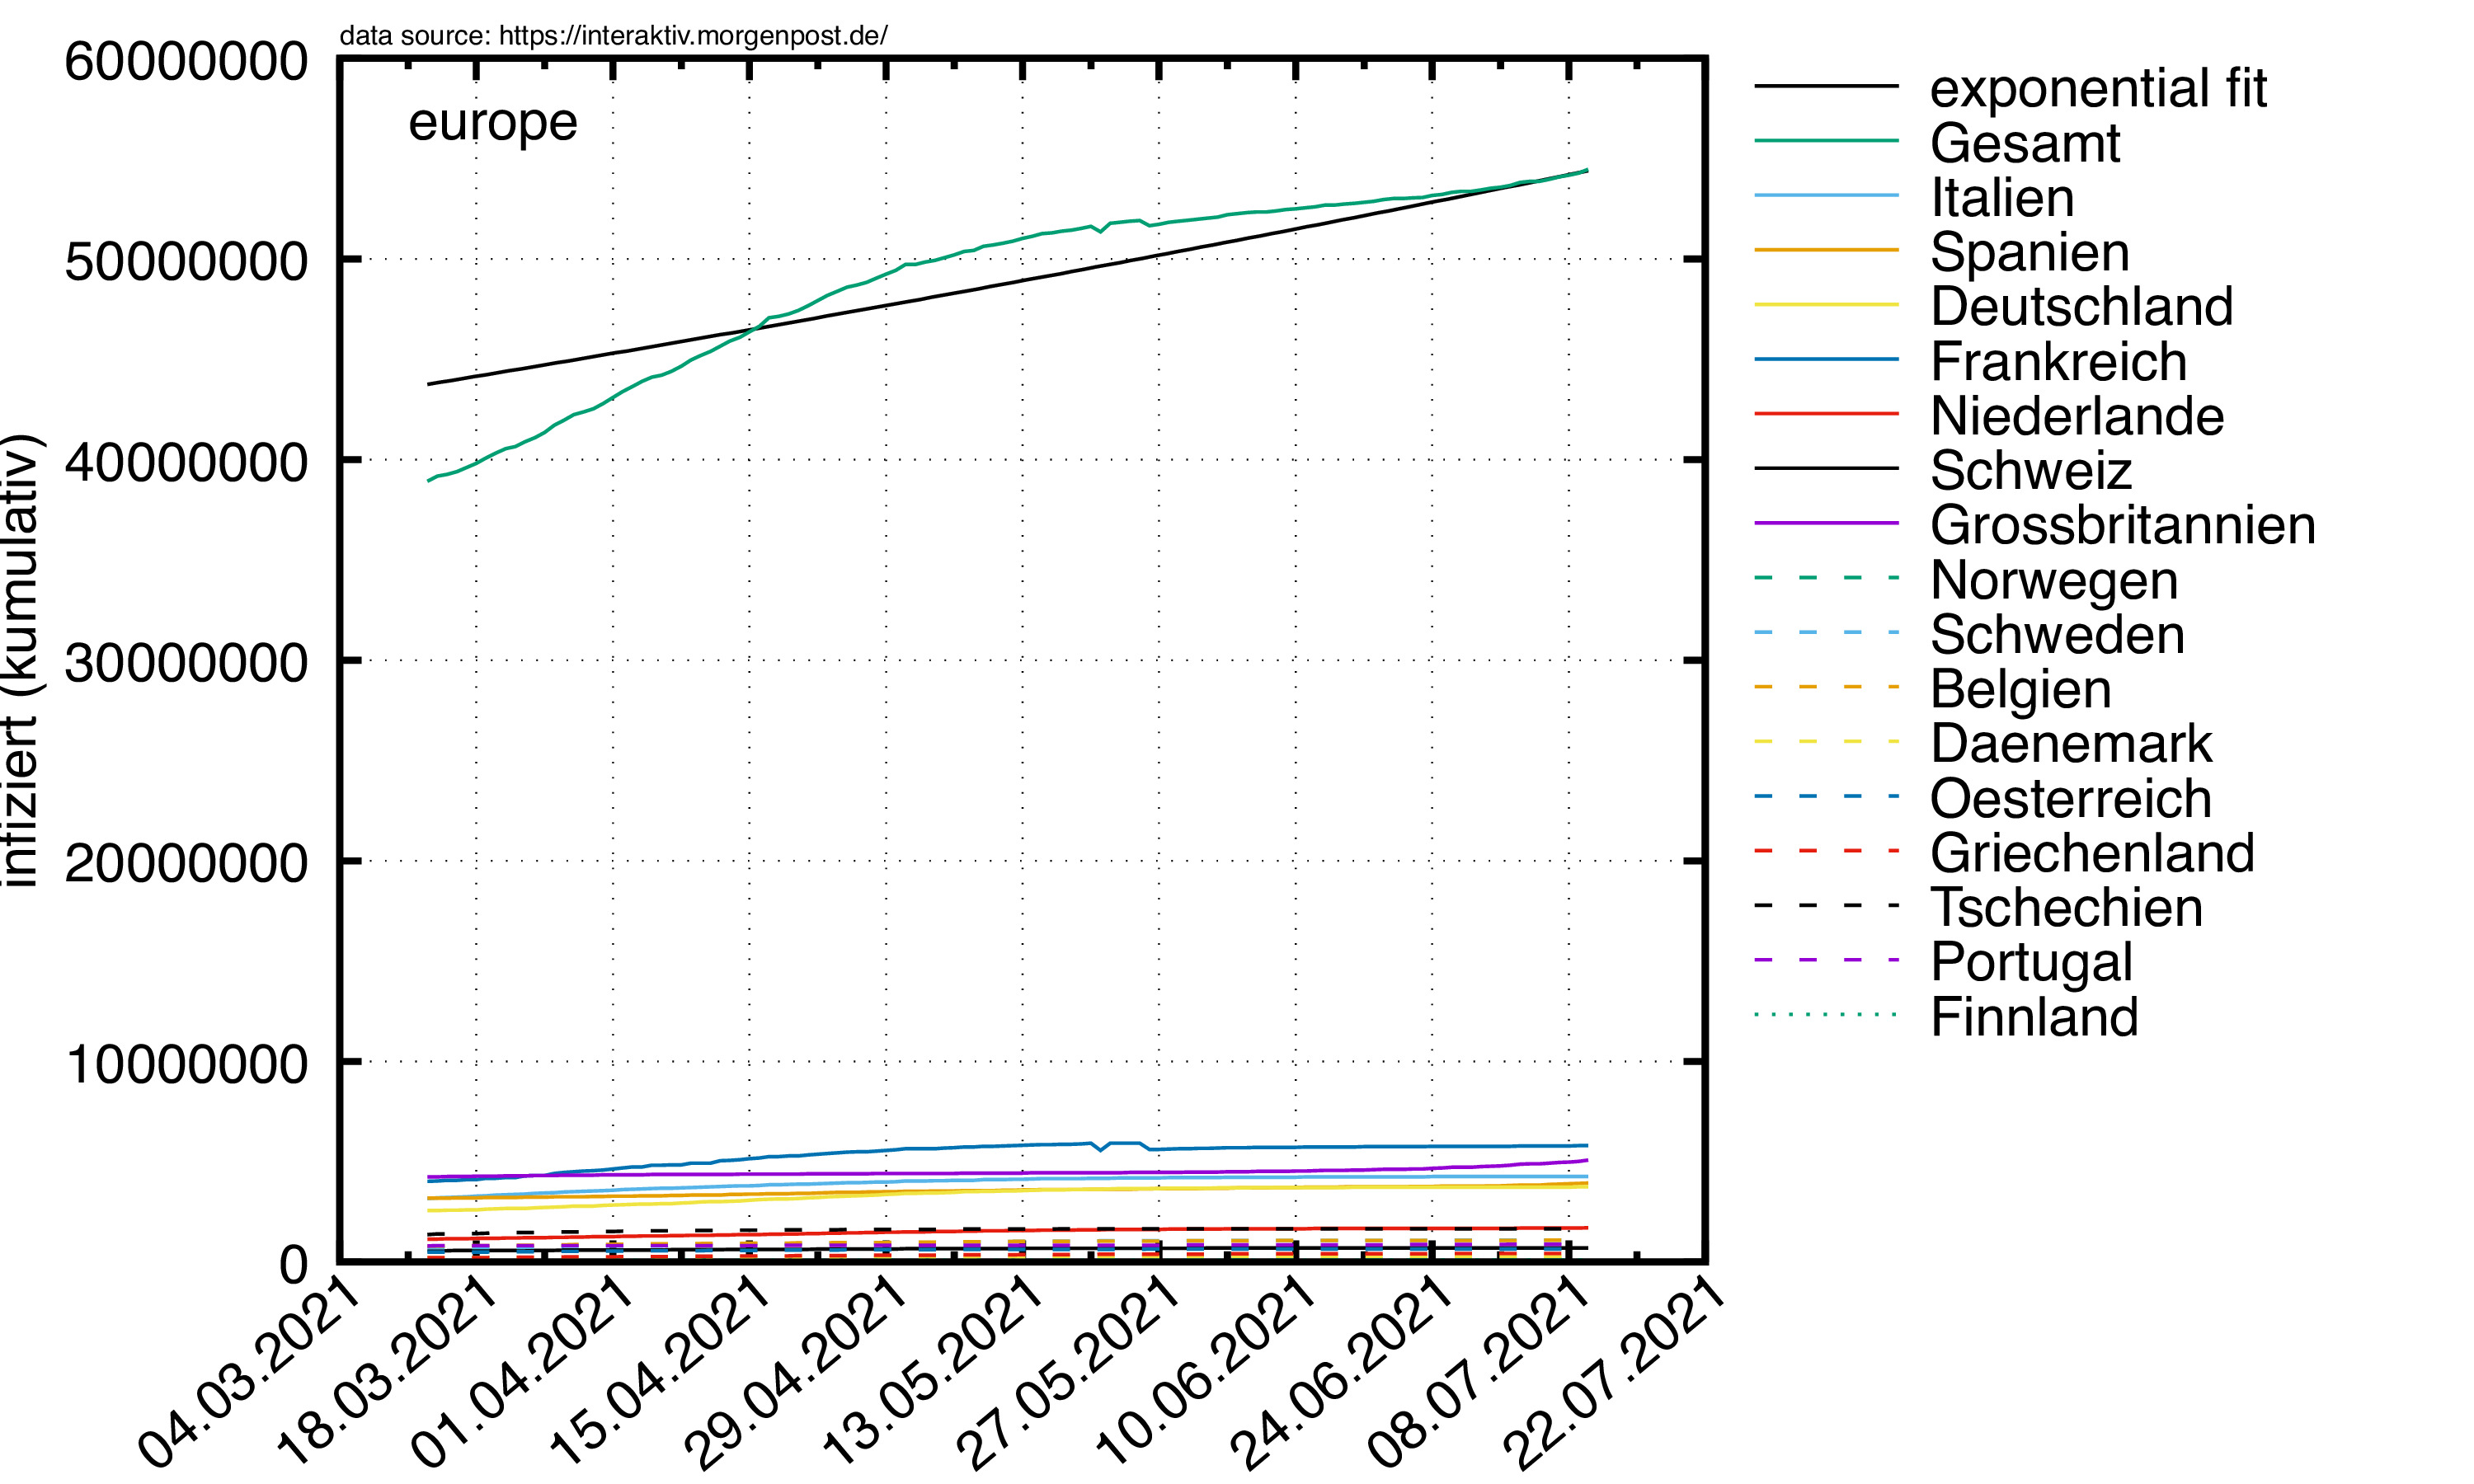 data source: https://interaktiv.morgenpost.de/
europe
infiziert (kumulativ)
60000000
50000000
40000000
30000000
20000000
10000000
0
04.03.2021
18.03.2021
01.04.2021
15.04.2021
29.04.2021
13.05.2021
27.05.2021
10.06.2021
24.06.2021
08.07.2021
22.07.2021
exponential fit
Gesamt
Italien
Spanien
Deutschland
Frankreich
Niederlande
Schweiz
Grossbritannien
Norwegen
Schweden
Belgien
Daenemark
Oesterreich
Griechenland
Tschechien
Portugal
Finnland